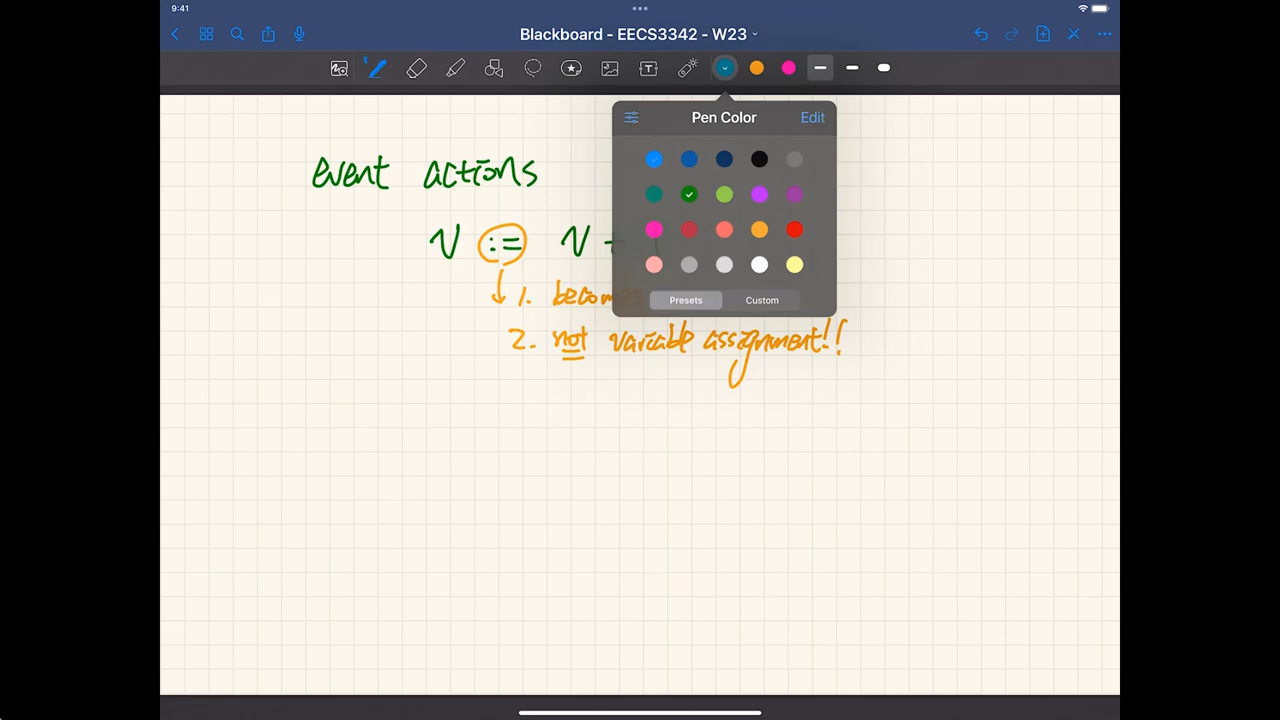 9:41
Blackboard - EECS3342 - W23
Pen Color
Edit
event actions
v := v +
1. becomes
2. not variable assignment!!
Presets
Custom